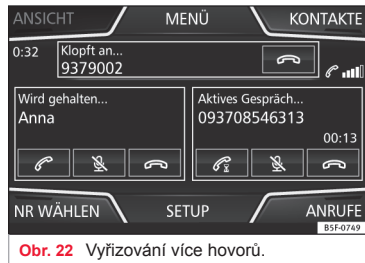 ANSICHT MENÜ KONTAKTE
0:32 Klopft an...
9379002
Wird gehalten...
Anna
Aktives Gespräch...
093708546313
00:13
NR WÄHLEN SETUP ANRUFE
B5F-0749
Obr. 22 Vyřizování více hovorů.